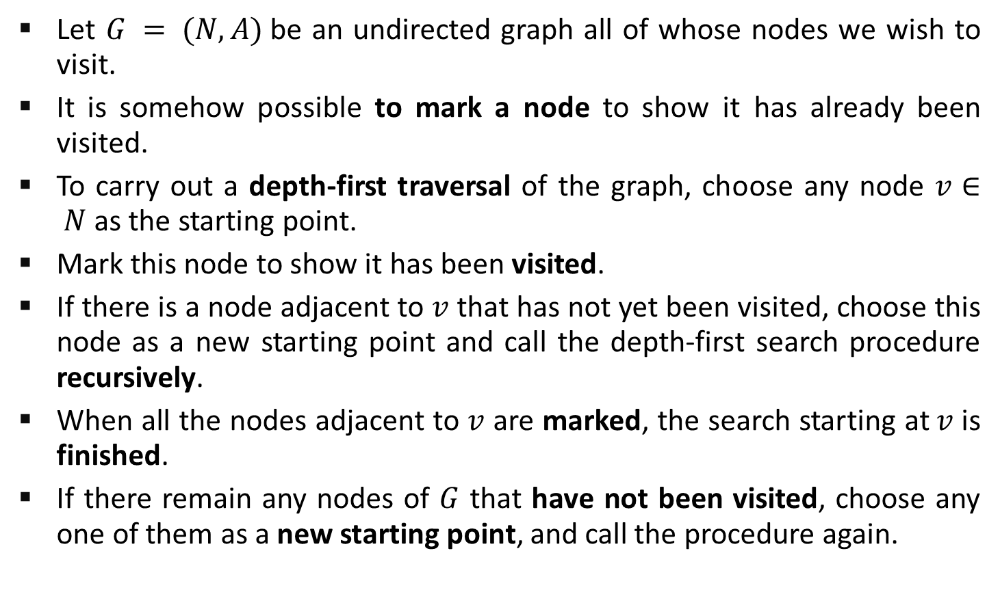 ▪ Let G = (N, A) be an undirected graph all of whose nodes we wish to
visit.
▪ It is somehow possible to mark a node to show it has already been
visited.
▪ To carry out a depth-first traversal of the graph, choose any node v ∈
N as the starting point.
▪ Mark this node to show it has been visited.
▪ If there is a node adjacent to v that has not yet been visited, choose this
node as a new starting point and call the depth-first search procedure
recursively.
▪ When all the nodes adjacent to v are marked, the search starting at v is
finished.
▪ If there remain any nodes of G that have not been visited, choose any
one of them as a new starting point, and call the procedure again.